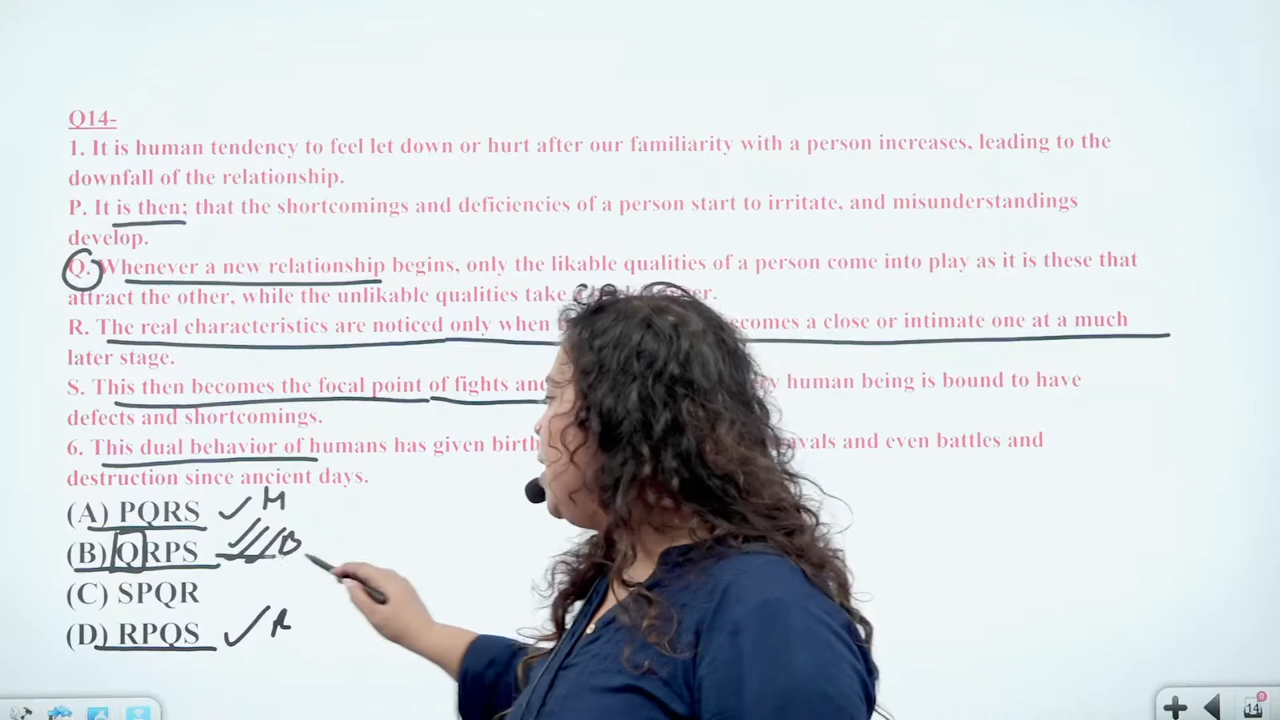 Q14-
1. It is human tendency to feel let down or hurt after our familiarity with a person increases, leading to the
downfall of the relationship.
P. It is then; that the shortcomings and deficiencies of a person start to irritate, and misunderstandings
develop.
Q. Whenever a new relationship begins, only the likable qualities of a person come into play as it is these that
attract the other, while the unlikable qualities take
R. The real characteristics are noticed only when becomes a close or intimate one at a much
later stage.
S. This then becomes the focal point of fights and human being is bound to have
defects and shortcomings.
6. This dual behavior of humans has given birth and even battles and
destruction since ancient days.
(A) PQRS
(B) QRPS
(C) SPQR
(D) RPQS
14